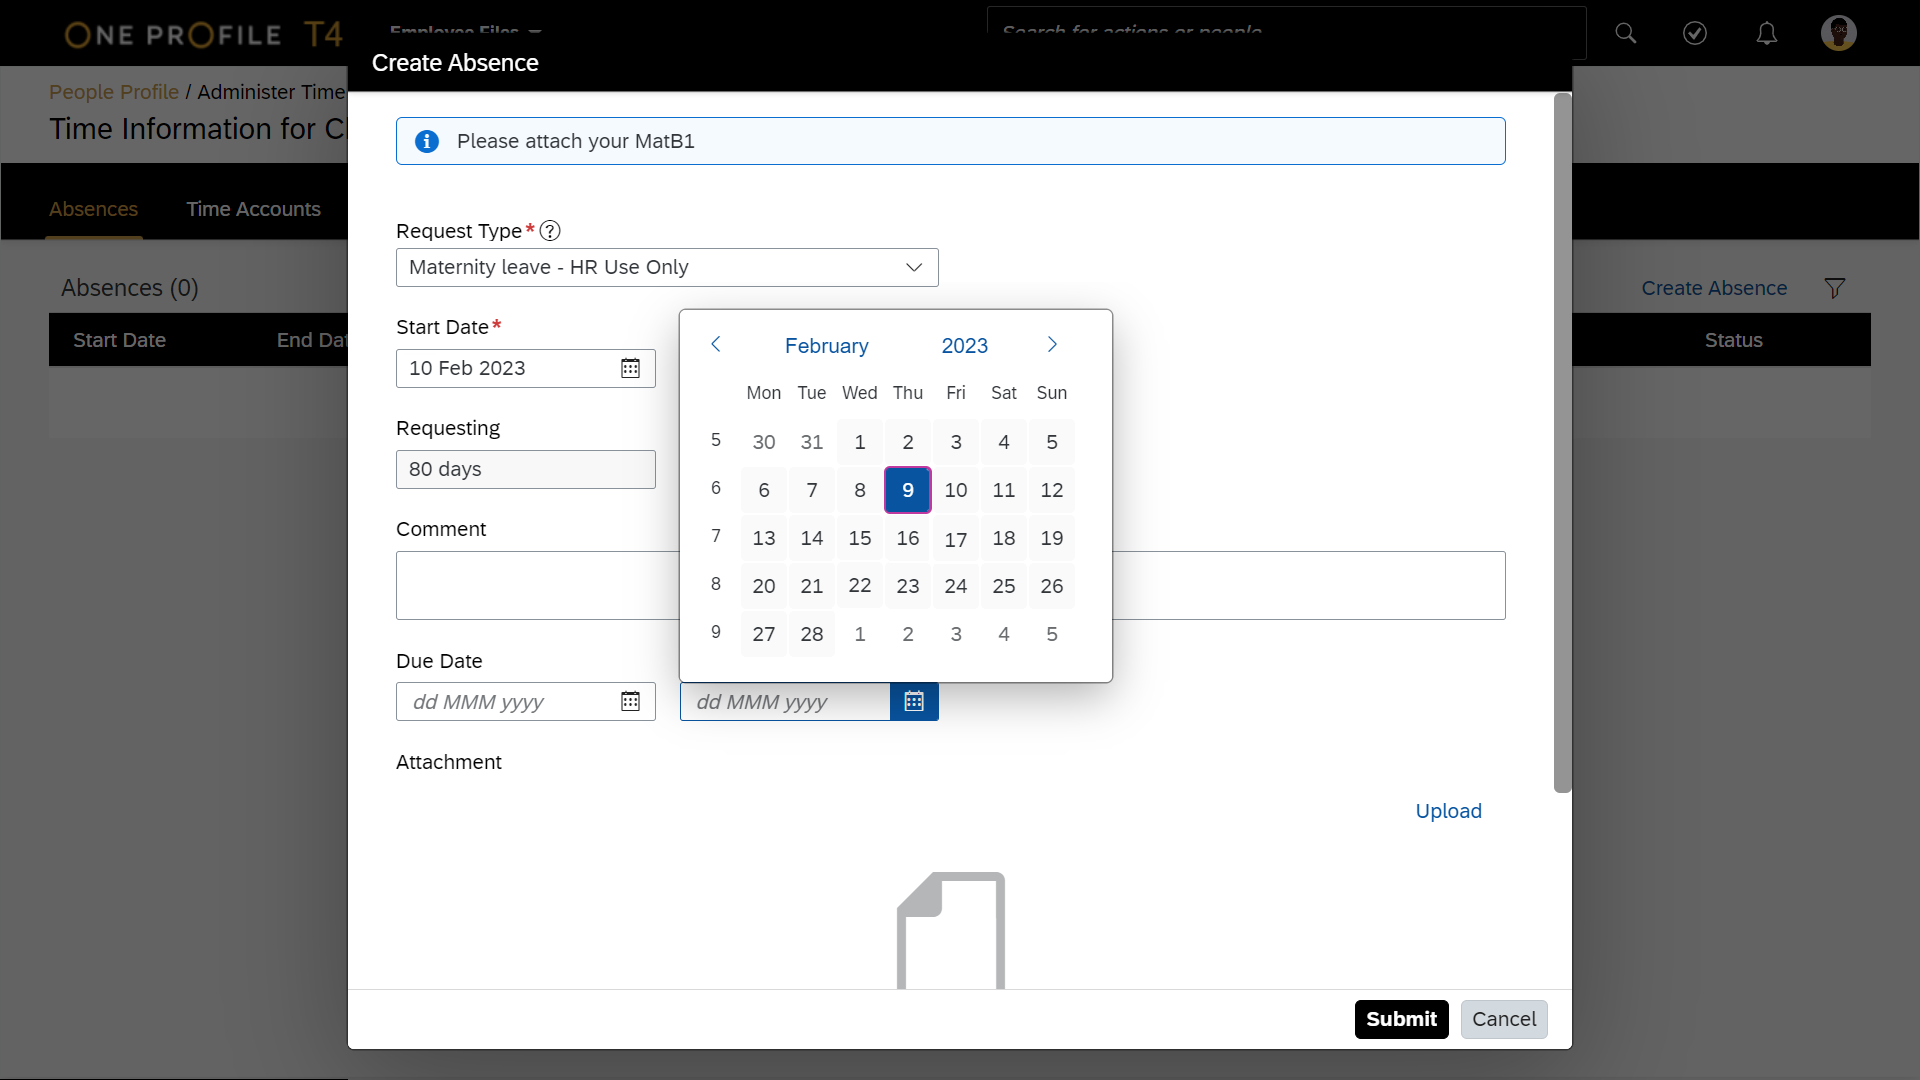 ONE PROFILE T4
Employee Files
Search for actions or people
Create Absence
People Profile / Administer Time
Time Information for C
Please attach your MatB1
Absences
Time Accounts
Request Type* ?
Maternity leave - HR Use Only
Absences (0)
Create Absence
Start Date
End Dat
Status
Start Date*
10 Feb 2023
Requesting
80 days
Comment
February 2023
Mon Tue Wed Thu Fri Sat Sun
5 30 31 1 2 3 4 5
6 6 7 8 9 10 11 12
7 13 14 15 16 17 18 19
8 20 21 22 23 24 25 26
9 27 28 1 2 3 4 5
Due Date
dd MMM yyyy
dd MMM yyyy
Attachment
Upload
Submit
Cancel